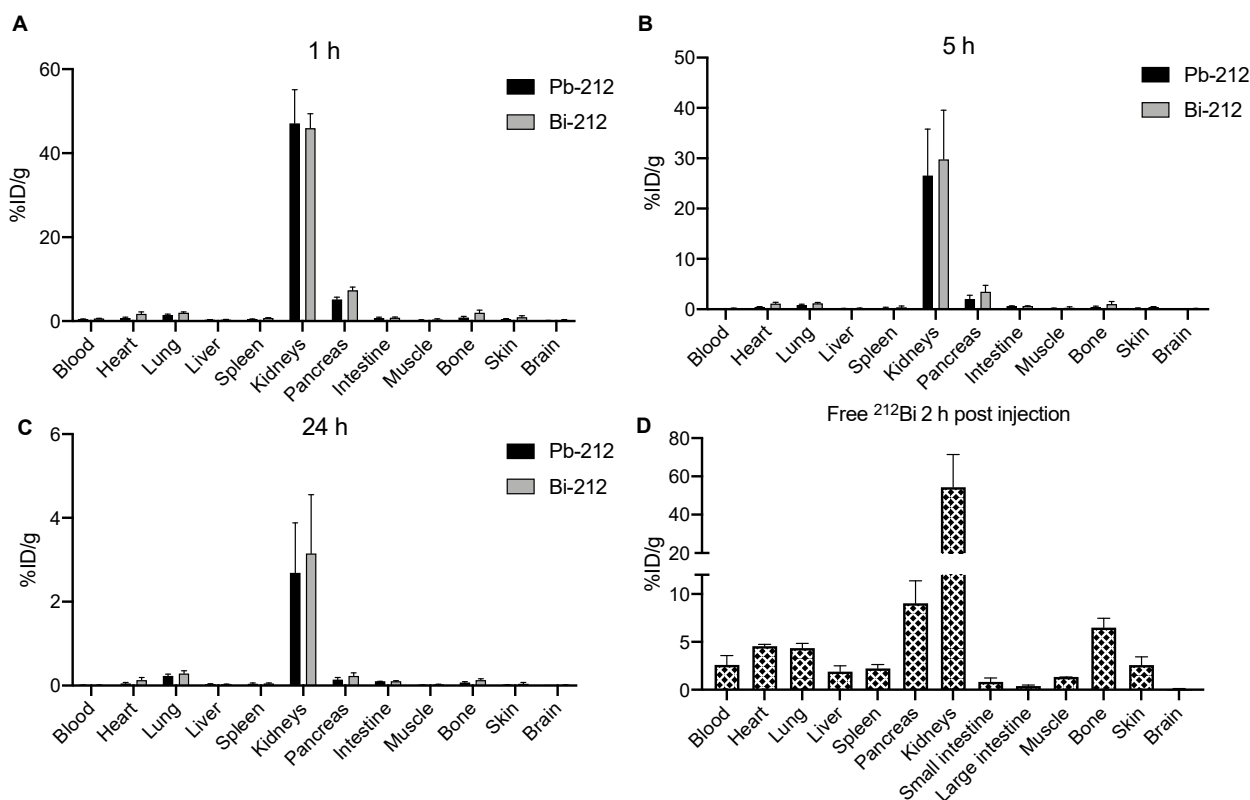 A
1 h
60
40
20
0
%ID/g
Pb-212
Bi-212
Blood
Heart
Lung
Liver
Spleen
Kidneys
Pancreas
Intestine
Muscle
Bone
Skin
Brain
B
5 h
50
40
30
20
10
0
%ID/g
Pb-212
Bi-212
Blood
Heart
Lung
Liver
Spleen
Kidneys
Pancreas
Intestine
Muscle
Bone
Skin
Brain
C
24 h
6
4
2
0
%ID/g
Pb-212
Bi-212
Blood
Heart
Lung
Liver
Spleen
Kidneys
Pancreas
Intestine
Muscle
Bone
Skin
Brain
D
Free ²¹²Bi 2 h post injection
80
60
40
20
10
5
0
%ID/g
Blood
Heart
Lung
Liver
Spleen
Pancreas
Kidneys
Small intestine
Large intestine
Muscle
Bone
Skin
Brain